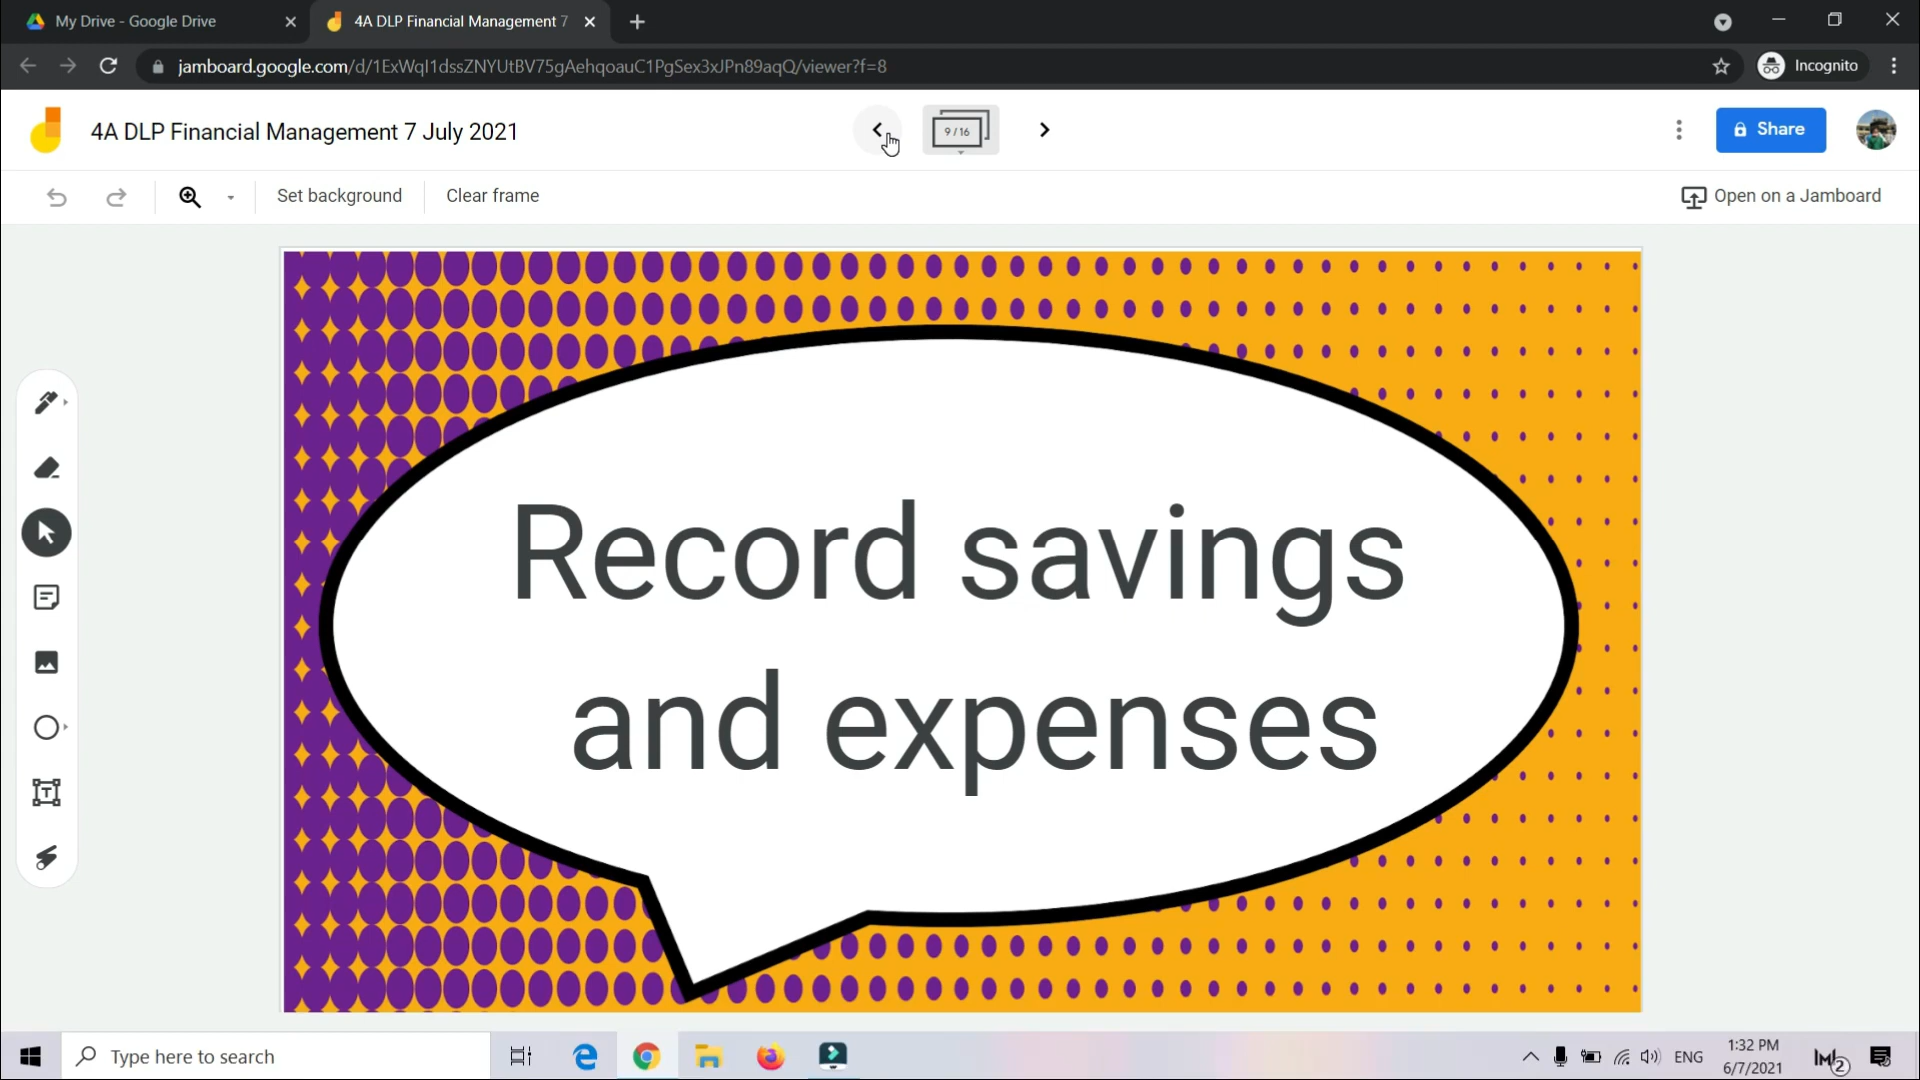 My Drive - Google Drive
4A DLP Financial Management 7
jamboard.google.com/d/1ExWqI1dssZNYUtBV75gAehqoauC1PgSex3xJPn89aqQ/viewer?f=8
Incognito
4A DLP Financial Management 7 July 2021
9 / 16
Share
Set background
Clear frame
Open on a Jamboard
Record savings
and expenses
Type here to search
ENG
1:32 PM
6/7/2021
2